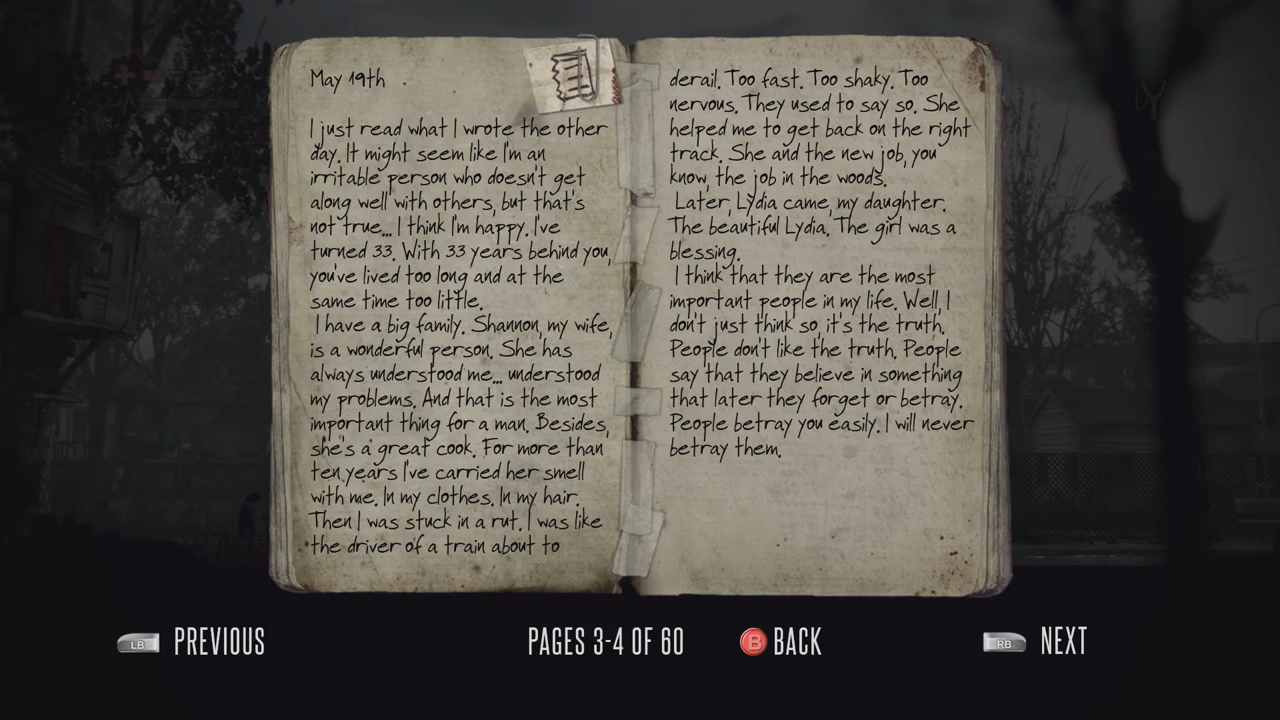 May 19th
I just read what I wrote the other
day. It might seem like I'm an
irritable person who doesn't get
along well with others, but that's
not true... I think I'm happy. I've
turned 33. With 33 years behind you,
you've lived too long and at the
same time too little.
I have a big family. Shannon, my wife,
is a wonderful person. She has
always understood me... understood
my problems. And that is the most
important thing for a man. Besides,
she's a great cook. For more than
ten years I've carried her smell
with me. In my clothes. In my hair.
Then I was stuck in a rut. I was like
the driver of a train about to
derail. Too fast. Too shaky. Too
nervous. They used to say so. She
helped me to get back on the right
track. She and the new job, you
know, the job in the woods.
Later, Lydia came, my daughter.
The beautiful Lydia. The girl was a
blessing.
I think that they are the most
important people in my life. Well, I
don't just think so, it's the truth.
People don't like the truth. People
say that they believe in something
that later they forget or betray.
People betray you easily. I will never
betray them.
LB PREVIOUS PAGES 3-4 OF 60 B BACK RB NEXT